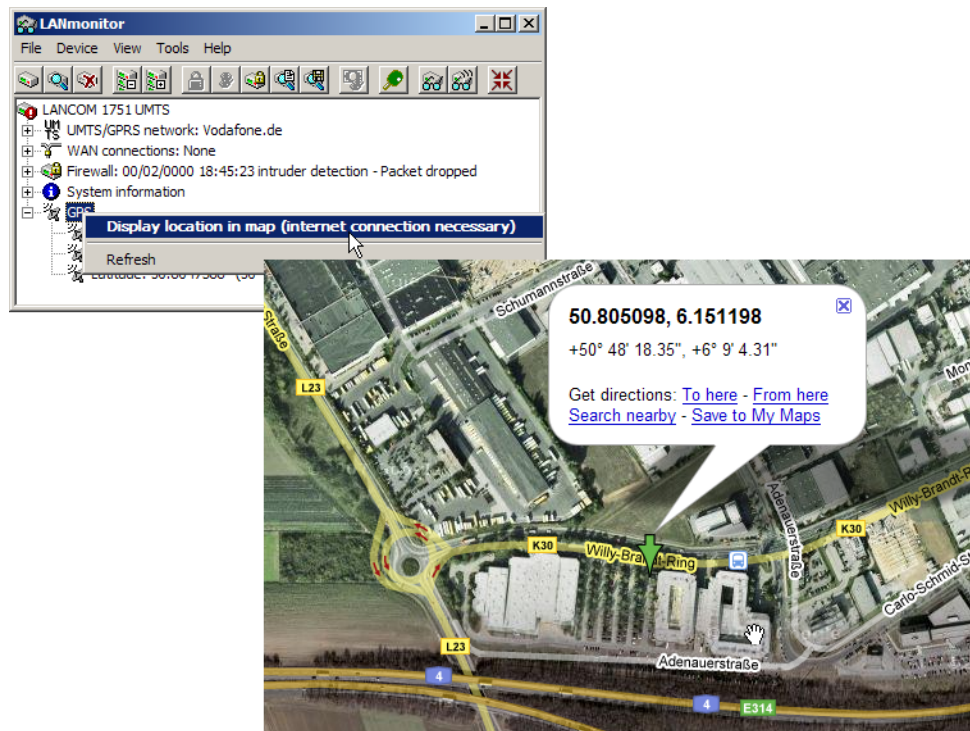 LANmonitor
File Device View Tools Help
LANCOM 1751 UMTS
UM
TS
UMTS/GPRS network: Vodafone.de
WAN connections: None
Firewall: 00/02/0000 18:45:23 intruder detection - Packet dropped
System information
GPS
Display location in map (internet connection necessary)
Refresh
Schumannstraße
Straße
50.805098, 6.151198
+50° 48' 18.35", +6° 9' 4.31"
Get directions: To here - From here
Search nearby - Save to My Maps
L23
K30
Willy-Brandt-Ring
Adenauerstraße
K30
Willy-Brandt-R
Carlo-Schmid-S
L23
Adenauerstraße
4
4
E314